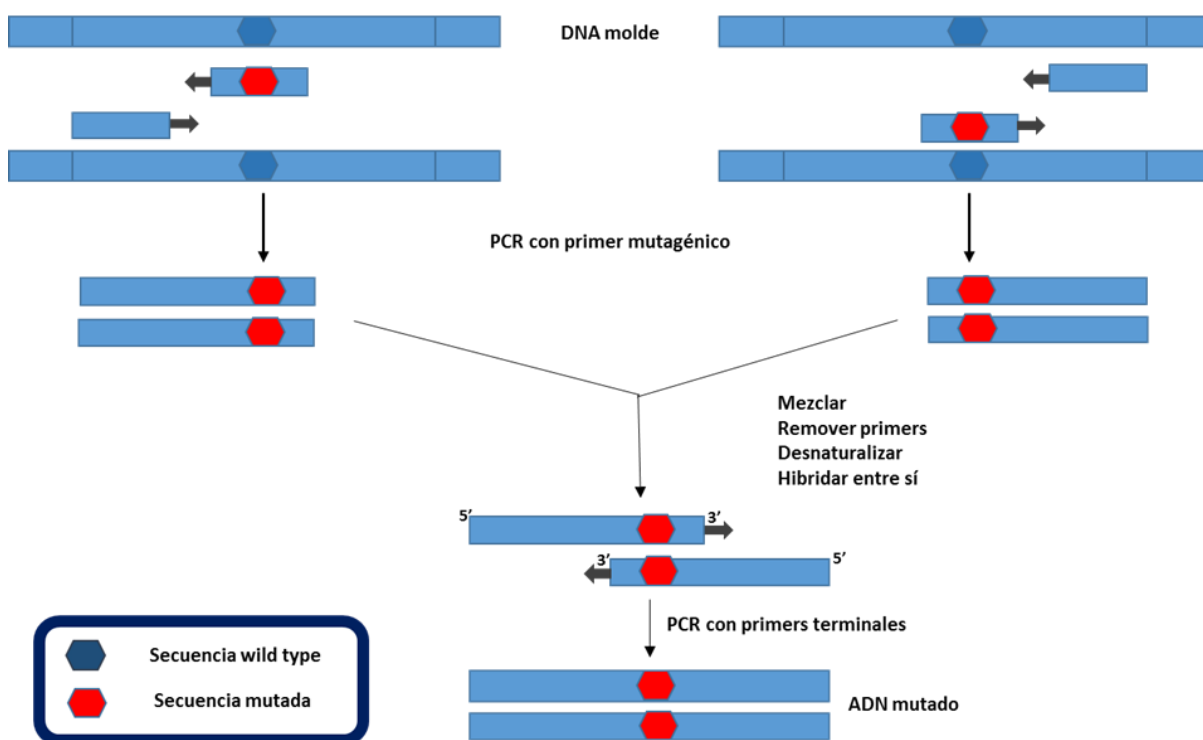 DNA molde
PCR con primer mutagénico
Mezclar
Remover primers
Desnaturalizar
Hibridar entre sí
5’
3’
3’
5’
PCR con primers terminales
ADN mutado
Secuencia wild type
Secuencia mutada